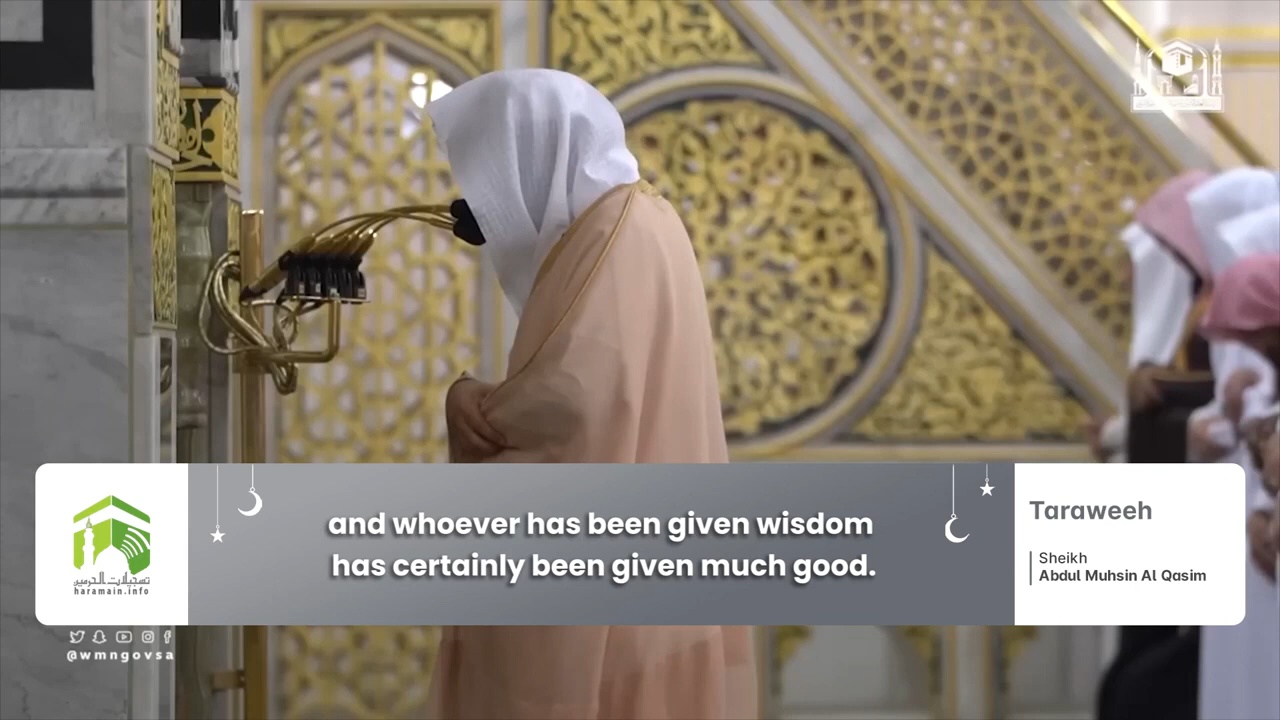 and whoever has been given wisdom
has certainly been given much good.
Taraweeh
Sheikh
Abdul Muhsin Al Qasim
تسجيلات الحرمين
haramain.info
@wmngovsa